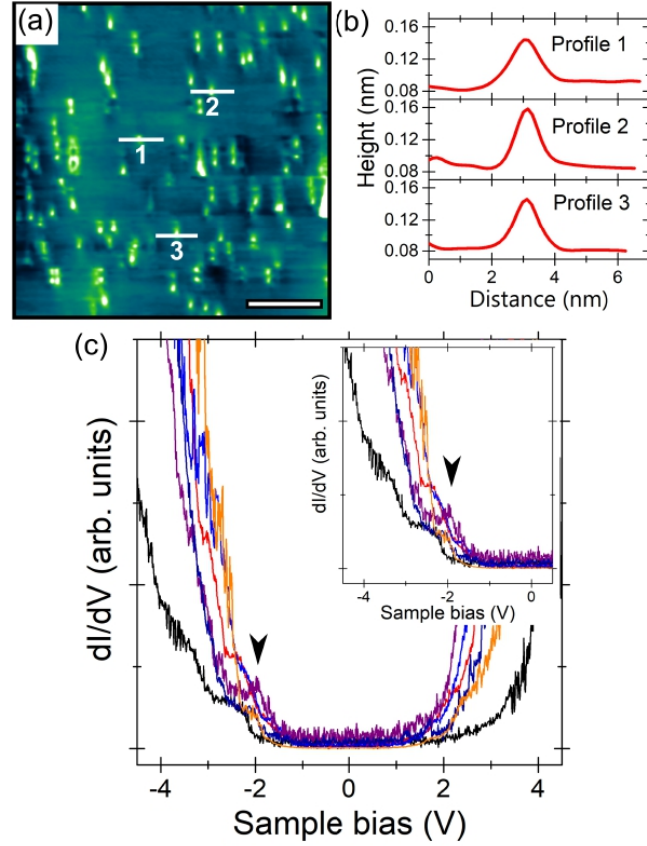 (a)
1
2
3
(b)
Height (nm)
0.16
0.12
0.08
Profile 1
0.16
0.12
0.08
Profile 2
0.16
0.12
0.08
Profile 3
0 2 4 6
Distance (nm)
(c)
dI/dV (arb. units)
-4 -2 0 2 4
Sample bias (V)
dI/dV (arb. units)
-4 -2 0
Sample bias (V)